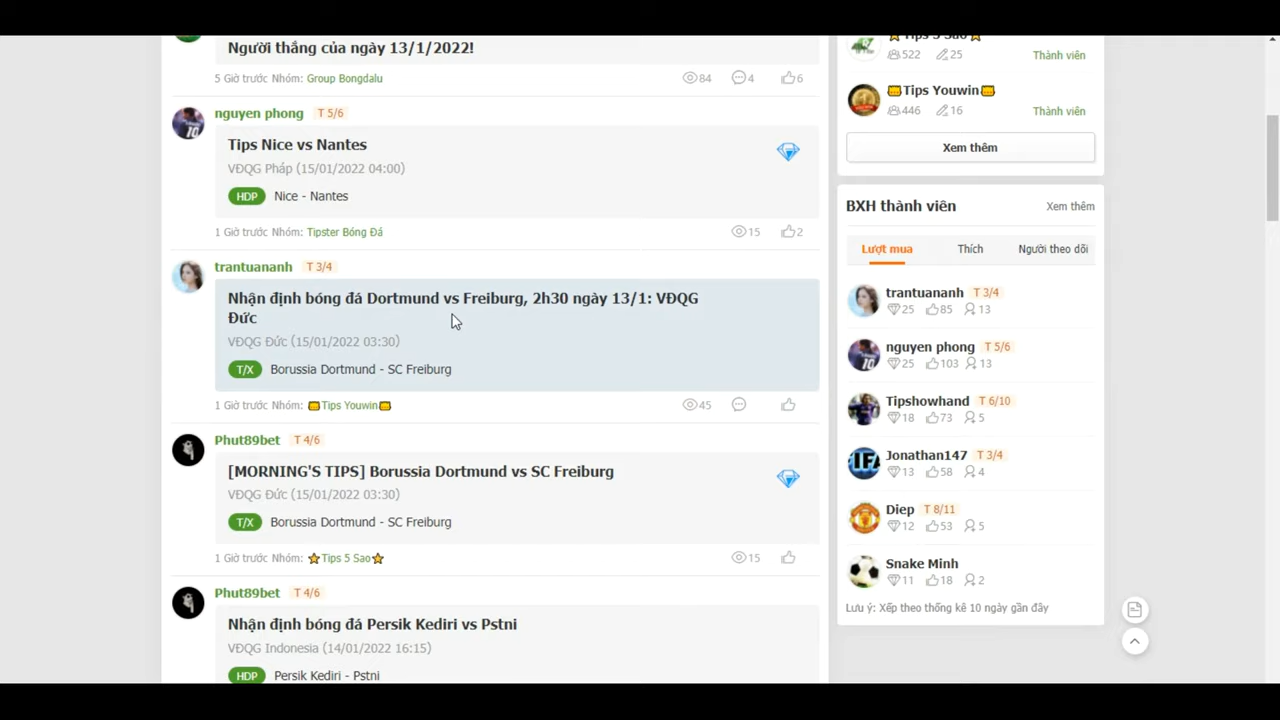 Người thắng của ngày 13/1/2022!
5 Giờ trước Nhóm: Group Bongdalu 84 4 6
nguyen phong T 5/6
Tips Nice vs Nantes
VĐQG Pháp (15/01/2022 04:00)
HDP Nice - Nantes
1 Giờ trước Nhóm: Tipster Bóng Đá 15 2
trantuananh T 3/4
Nhận định bóng đá Dortmund vs Freiburg, 2h30 ngày 13/1: VĐQG
Đức
VĐQG Đức (15/01/2022 03:30)
T/X Borussia Dortmund - SC Freiburg
1 Giờ trước Nhóm: Tips Youwin 45
Phut89bet T 4/6
[MORNING'S TIPS] Borussia Dortmund vs SC Freiburg
VĐQG Đức (15/01/2022 03:30)
T/X Borussia Dortmund - SC Freiburg
1 Giờ trước Nhóm: ⭐Tips 5 Sao⭐ 15
Phut89bet T 4/6
Nhận định bóng đá Persik Kediri vs Pstni
VĐQG Indonesia (14/01/2022 16:15)
HDP Persik Kediri - Pstni
⭐Tips 5 Sao⭐
522 25 Thành viên
Tips Youwin
446 16 Thành viên
Xem thêm
BXH thành viên Xem thêm
Lượt mua Thích Người theo dõi
trantuananh T 3/4
25 85 13
nguyen phong T 5/6
25 103 13
Tipshowhand T 6/10
18 73 5
Jonathan147 T 3/4
13 58 4
Diep T 8/11
12 53 5
Snake Minh
11 18 2
Lưu ý: Xếp theo thống kê 10 ngày gần đây